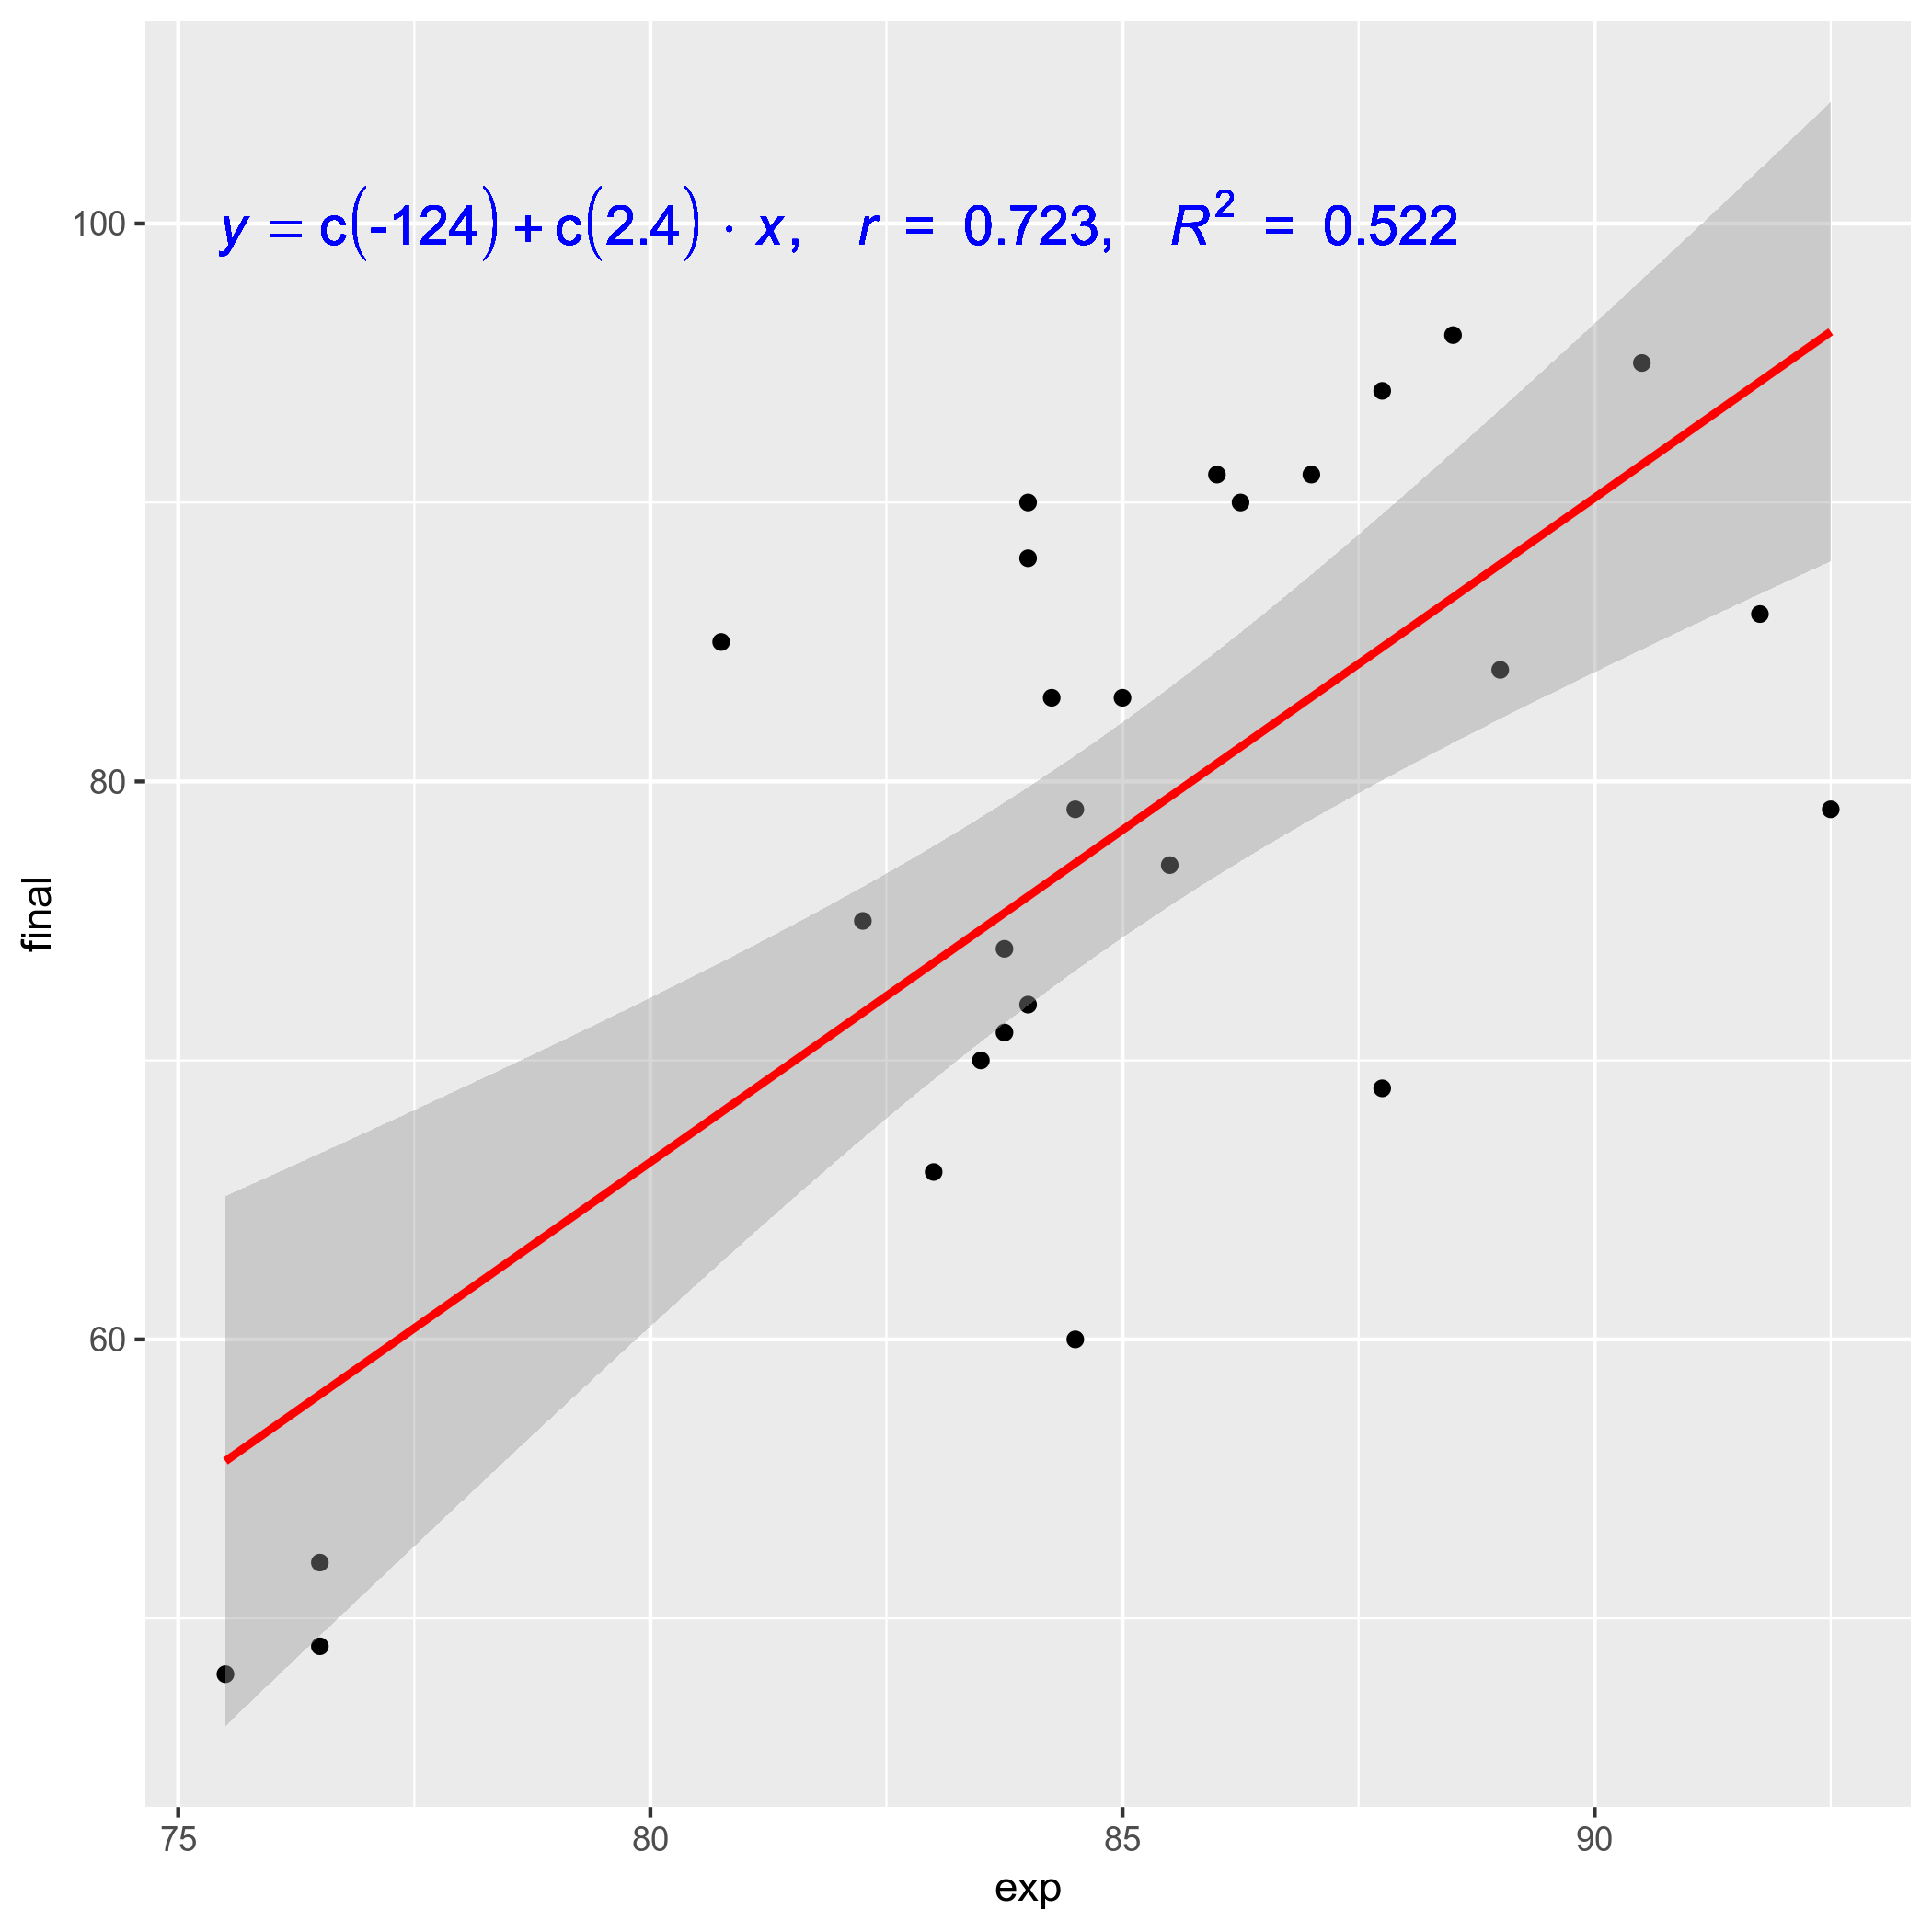 y = c(-124) + c(2.4) · x, r = 0.723, R² = 0.522
100
80
60
final
75 80 85 90
exp